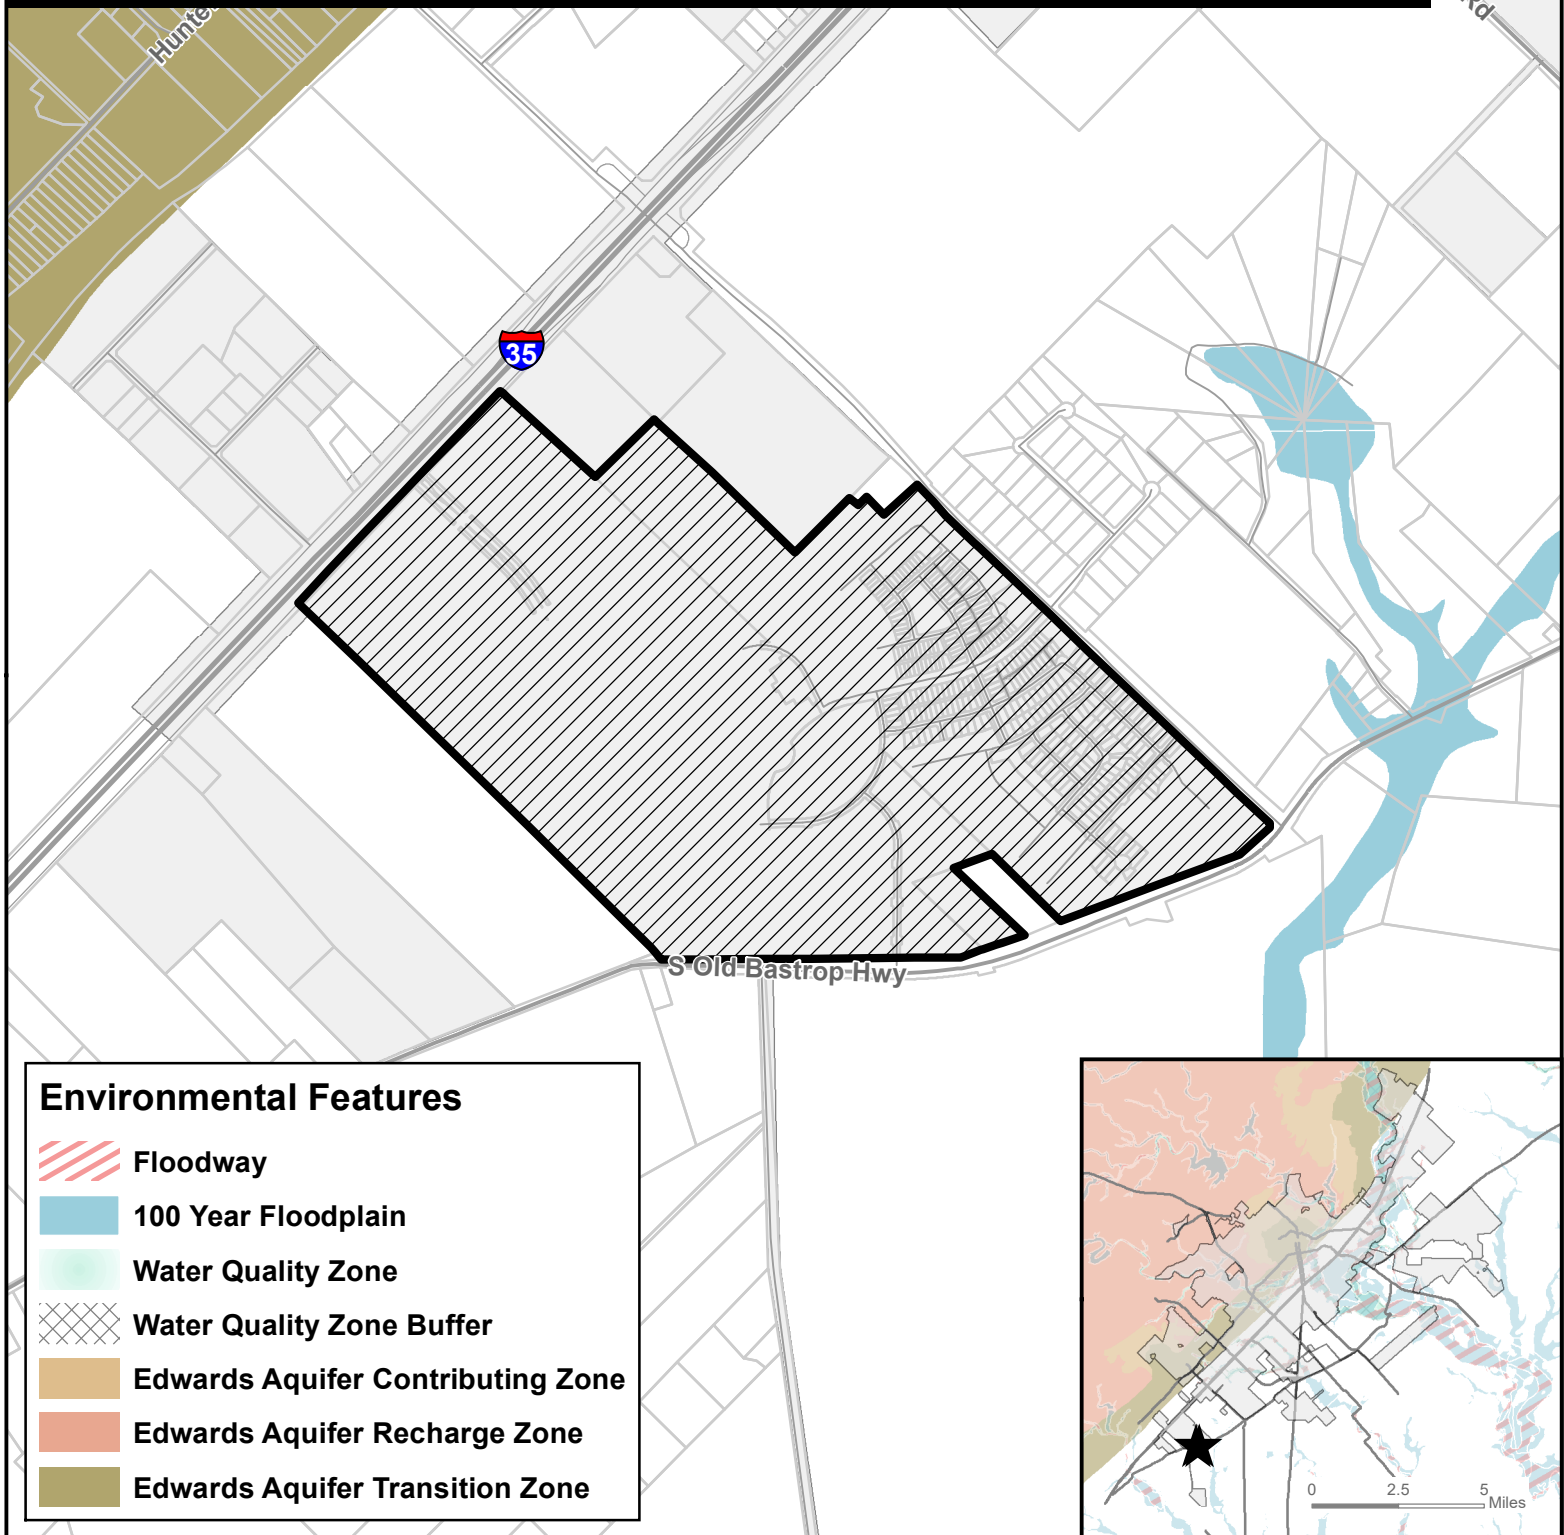 Rd
35
S Old Bastrop Hwy
Environmental Features
Floodway
100 Year Floodplain
Water Quality Zone
Water Quality Zone Buffer
Edwards Aquifer Contributing Zone
Edwards Aquifer Recharge Zone
Edwards Aquifer Transition Zone
0 2.5 5
Miles